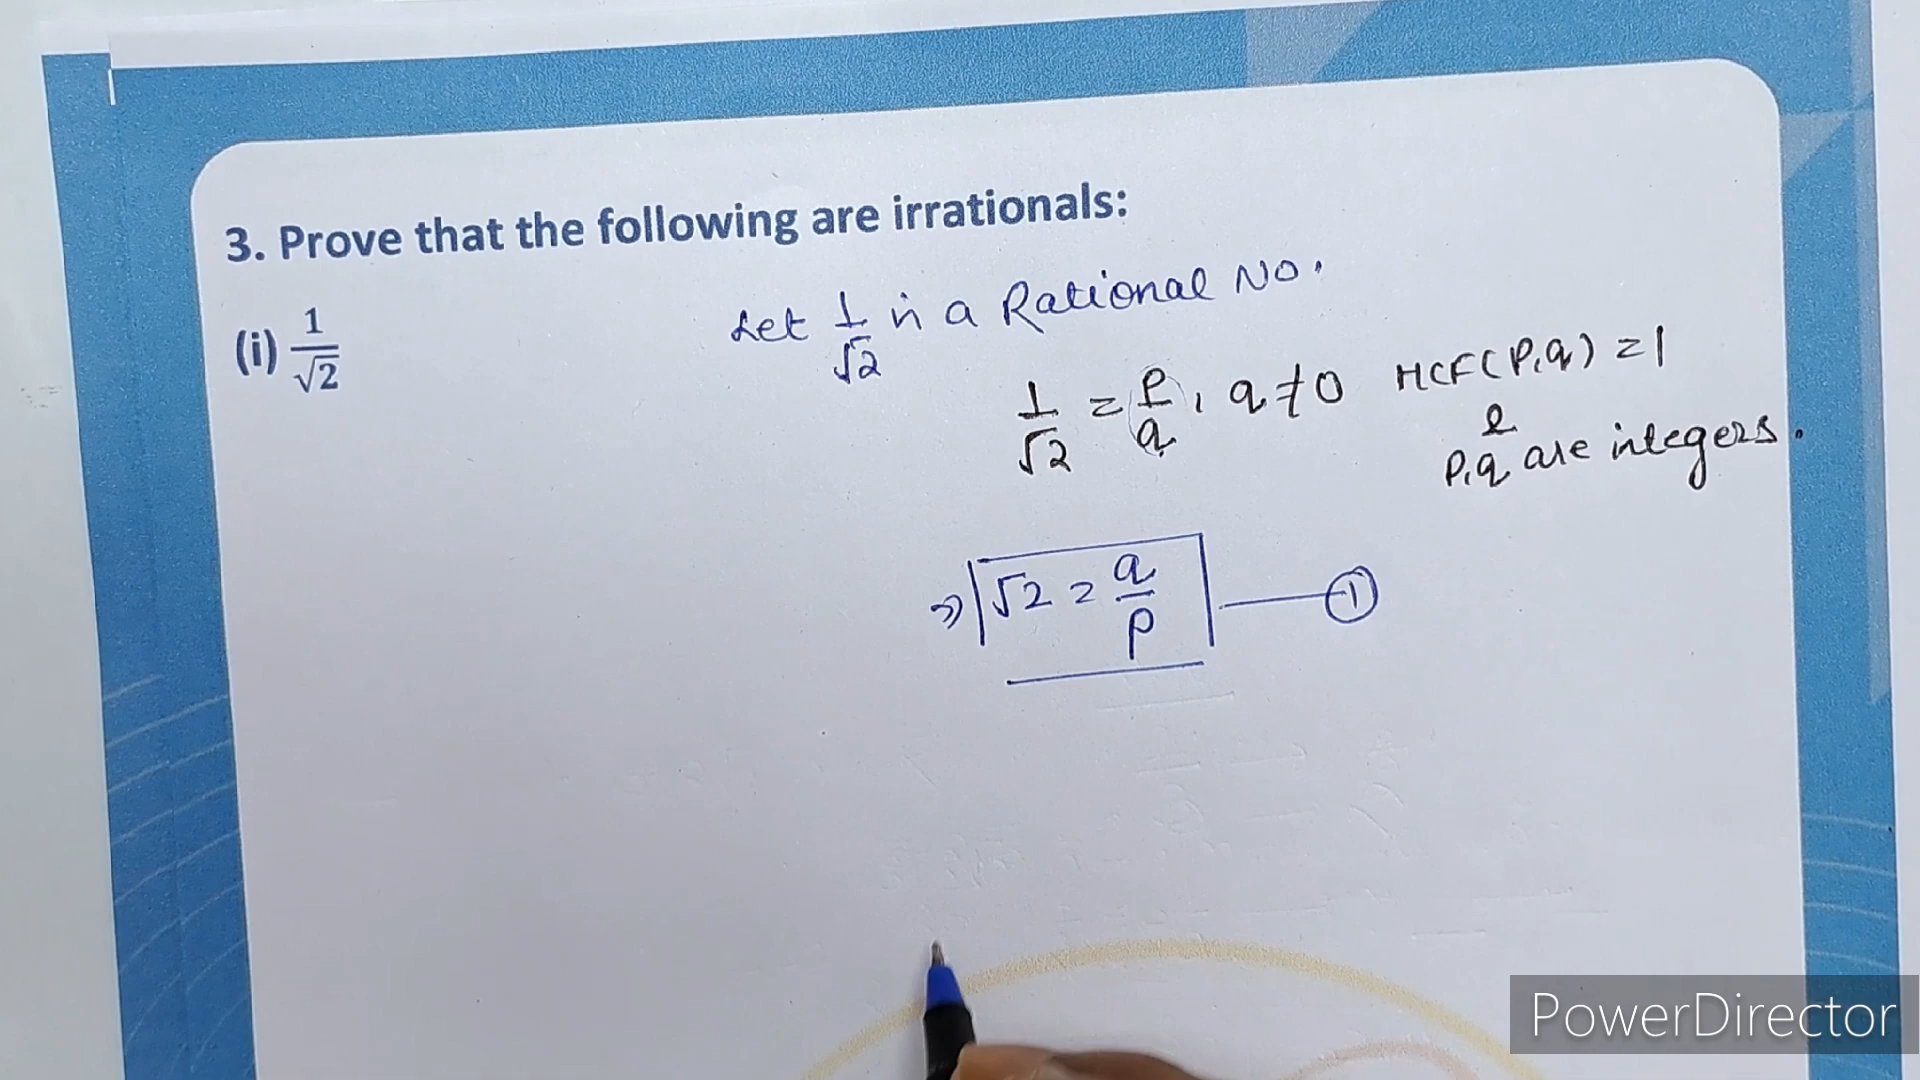 3. Prove that the following are irrationals:
(i) 1/√2
Let 1/√2 is a Rational No.
1/√2 = p/q, q ≠ 0 HCF(p,q) = 1
&
p,q are integers.
⇒ √2 = q/p —— ①
PowerDirector